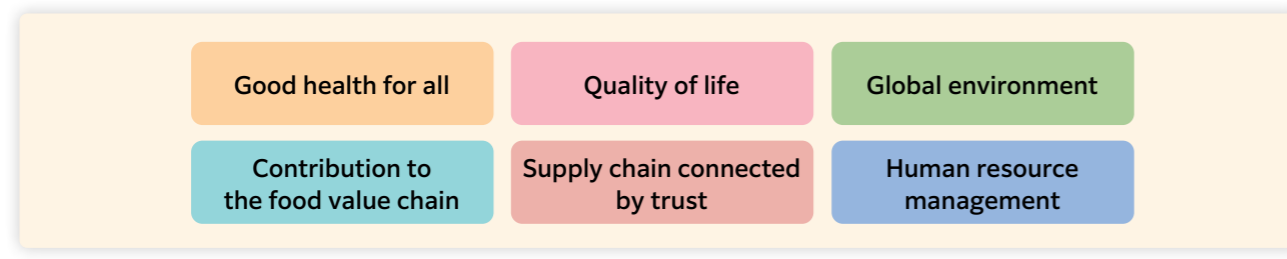 Good health for all
Quality of life
Global environment
Contribution to
the food value chain
Supply chain connected
by trust
Human resource
management